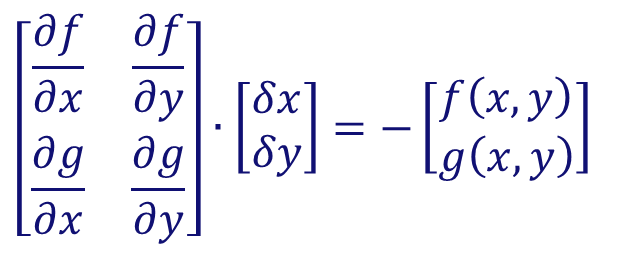 [∂f/∂x ∂f/∂y; ∂g/∂x ∂g/∂y] · [δx; δy] = − [f(x, y); g(x, y)]